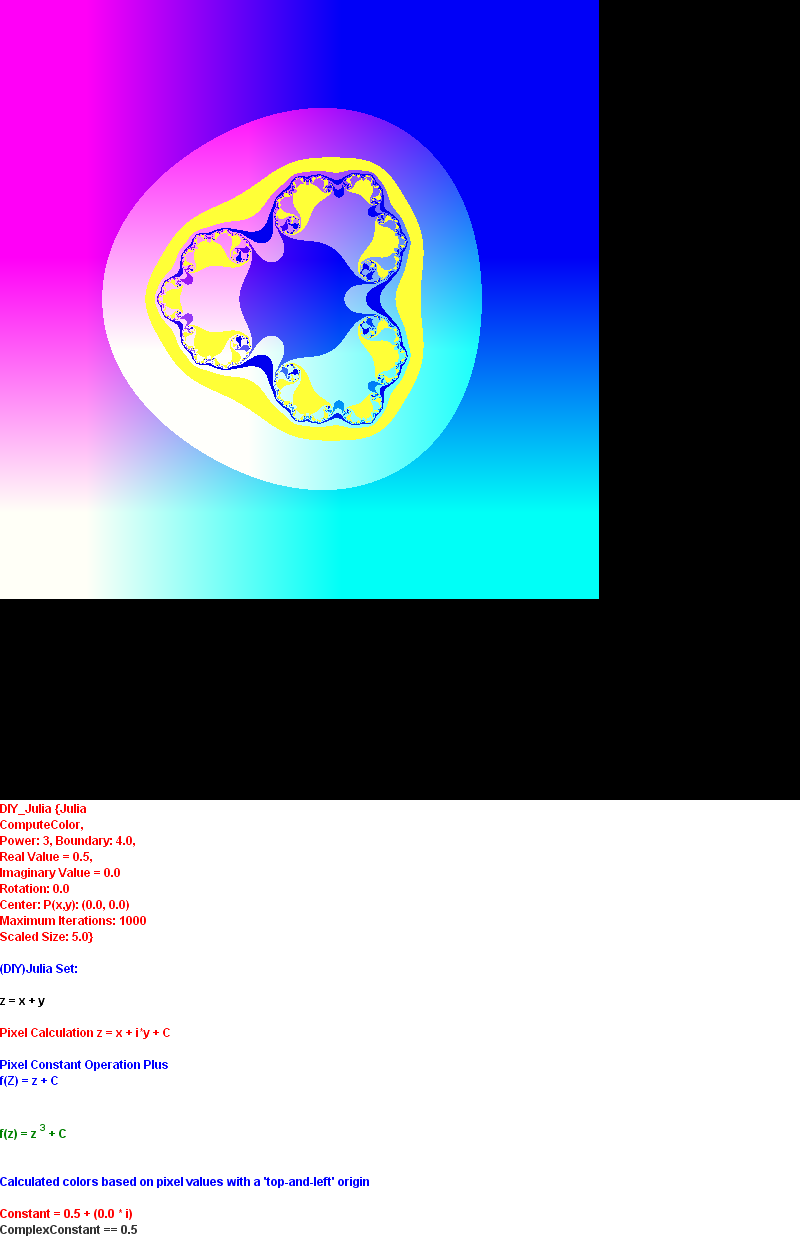 DIY_Julia {Julia
ComputeColor,
Power: 3, Boundary: 4.0,
Real Value = 0.5,
Imaginary Value = 0.0
Rotation: 0.0
Center: P(x,y): (0.0, 0.0)
Maximum Iterations: 1000
Scaled Size: 5.0}
(DIY)Julia Set:
z = x + y
Pixel Calculation z = x + i*y + C
Pixel Constant Operation Plus
f(Z) = z + C
f(z) = z 3 + C
Calculated colors based on pixel values with a 'top-and-left' origin
Constant = 0.5 + (0.0 * i)
ComplexConstant == 0.5